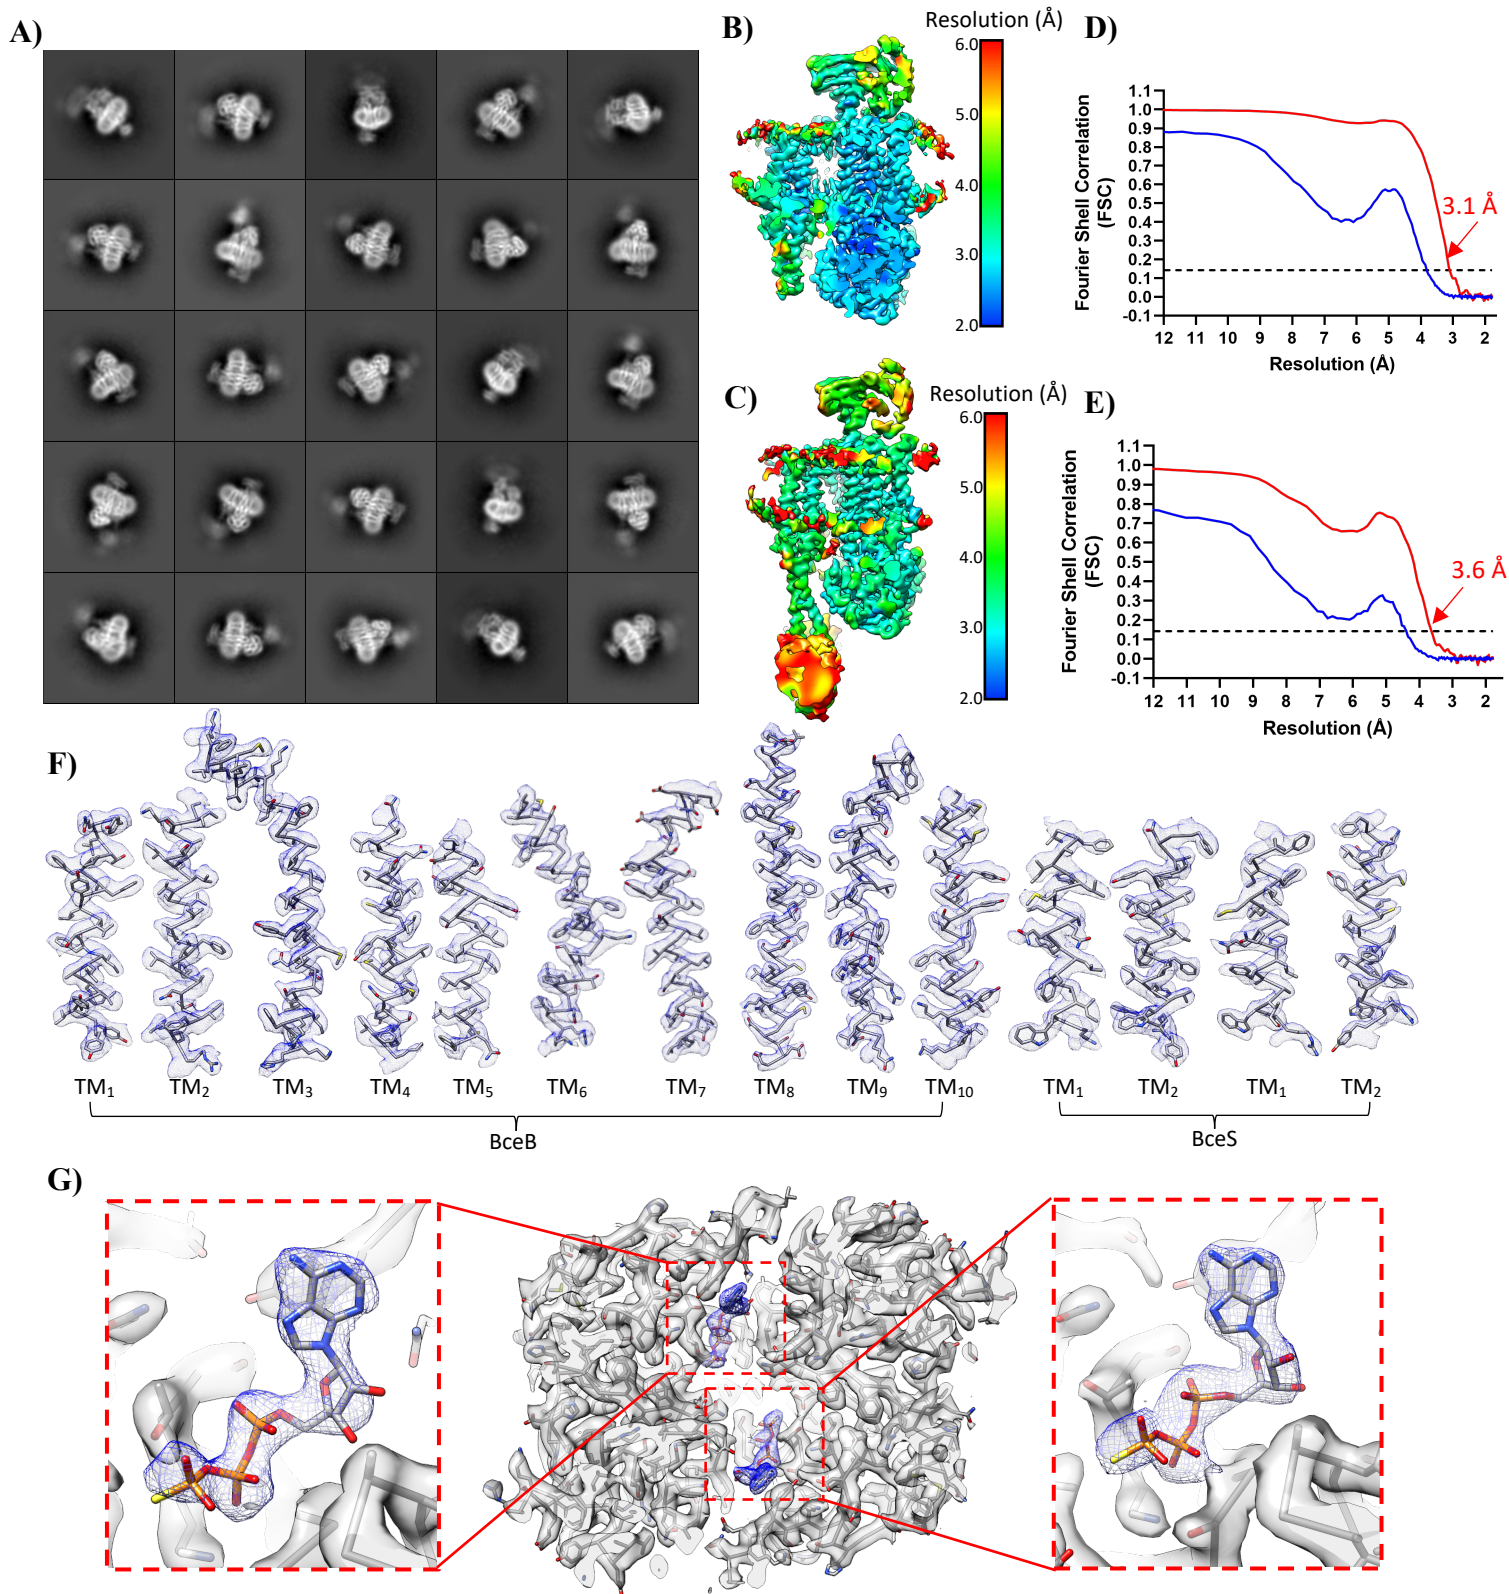 A)
B)
Resolution (Å)
6.0
5.0
4.0
3.0
2.0
C)
Resolution (Å)
6.0
5.0
4.0
3.0
2.0
D)
Fourier Shell Correlation
(FSC)
1.1
1.0
0.9
0.8
0.7
0.6
0.5
0.4
0.3
0.2
0.1
0.0
-0.1
3.1 Å
12 11 10 9 8 7 6 5 4 3 2
Resolution (Å)
E)
Fourier Shell Correlation
(FSC)
1.1
1.0
0.9
0.8
0.7
0.6
0.5
0.4
0.3
0.2
0.1
0.0
-0.1
3.6 Å
12 11 10 9 8 7 6 5 4 3 2
Resolution (Å)
F)
TM1 TM2 TM3 TM4 TM5 TM6 TM7 TM8 TM9 TM10 TM1 TM2 TM1 TM2
BceB BceS
G)